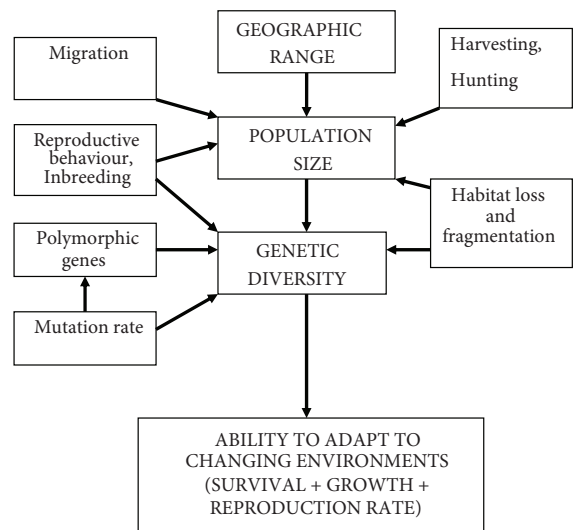 GEOGRAPHIC
RANGE
Migration
Harvesting,
Hunting
Reproductive
behaviour,
Inbreeding
POPULATION
SIZE
Habitat loss
and
fragmentation
Polymorphic
genes
GENETIC
DIVERSITY
Mutation rate
ABILITY TO ADAPT TO
CHANGING ENVIRONMENTS
(SURVIVAL + GROWTH +
REPRODUCTION RATE)